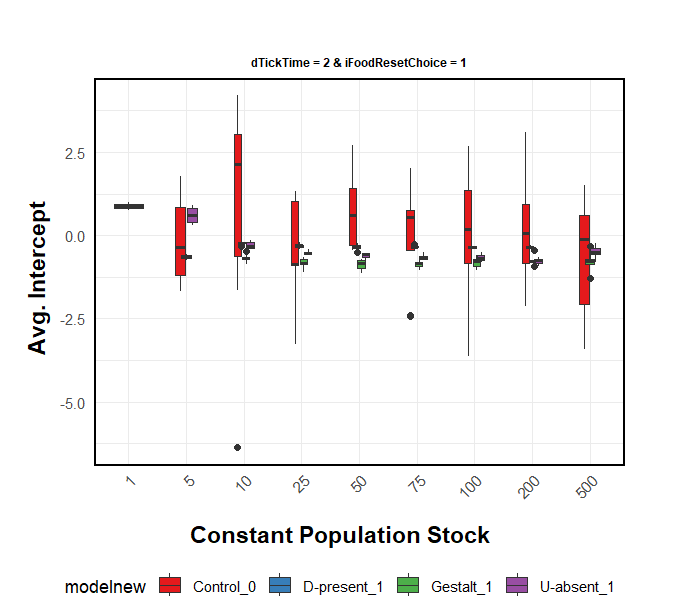 dTickTime = 2 & iFoodResetChoice = 1
Avg. Intercept
2.5
0.0
-2.5
-5.0
1 5 10 25 50 75 100 200 500
Constant Population Stock
modelnew Control_0 D-present_1 Gestalt_1 U-absent_1